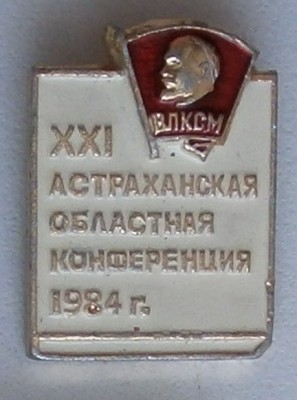 ВЛКСМ
XXI
АСТРАХАНСКАЯ
ОБЛАСТНАЯ
КОНФЕРЕНЦИЯ
1984 г.